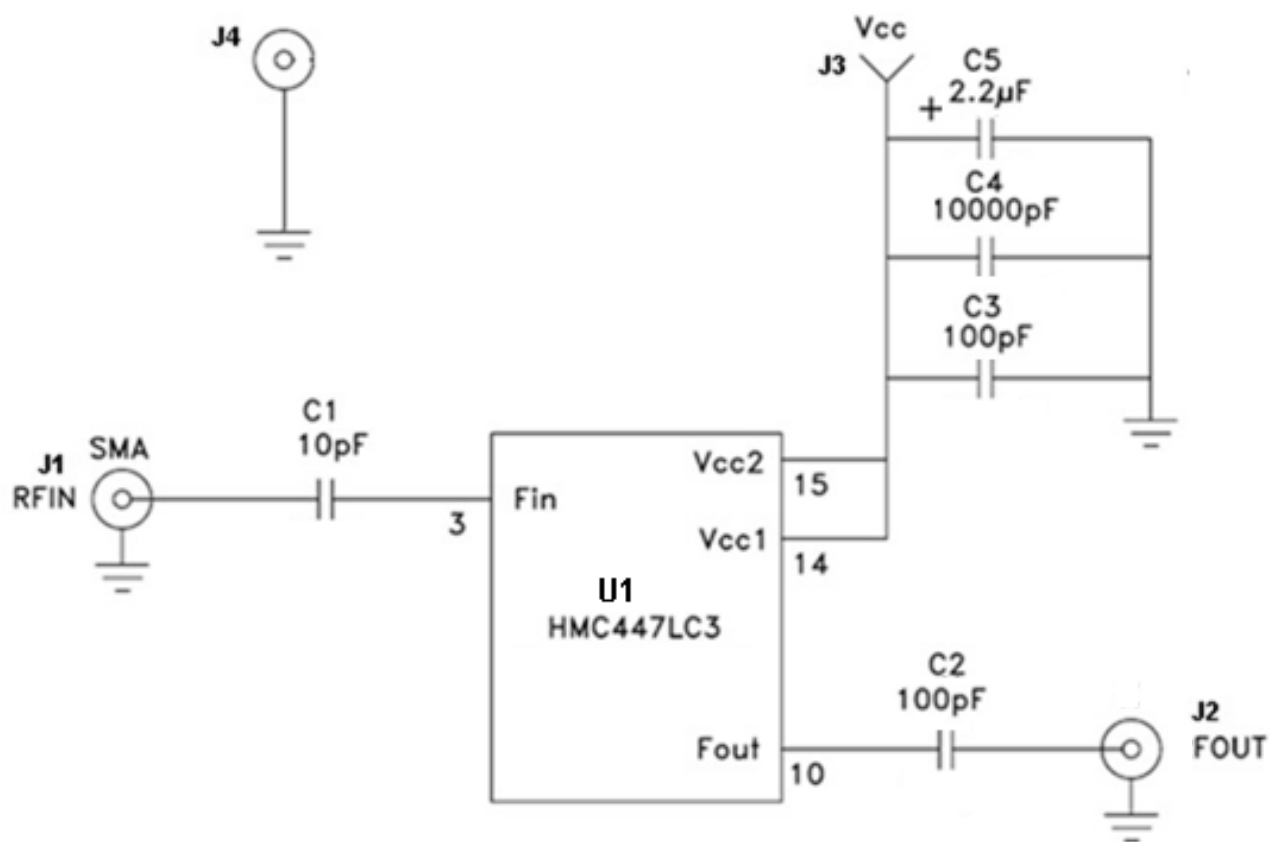 J4
Vcc
J3
C5
2.2µF
+
C4
10000pF
C3
100pF
C1
10pF
SMA
J1
RFIN
3
Fin
Vcc2
15
Vcc1
14
U1
HMC447LC3
C2
100pF
Fout
10
J2
FOUT